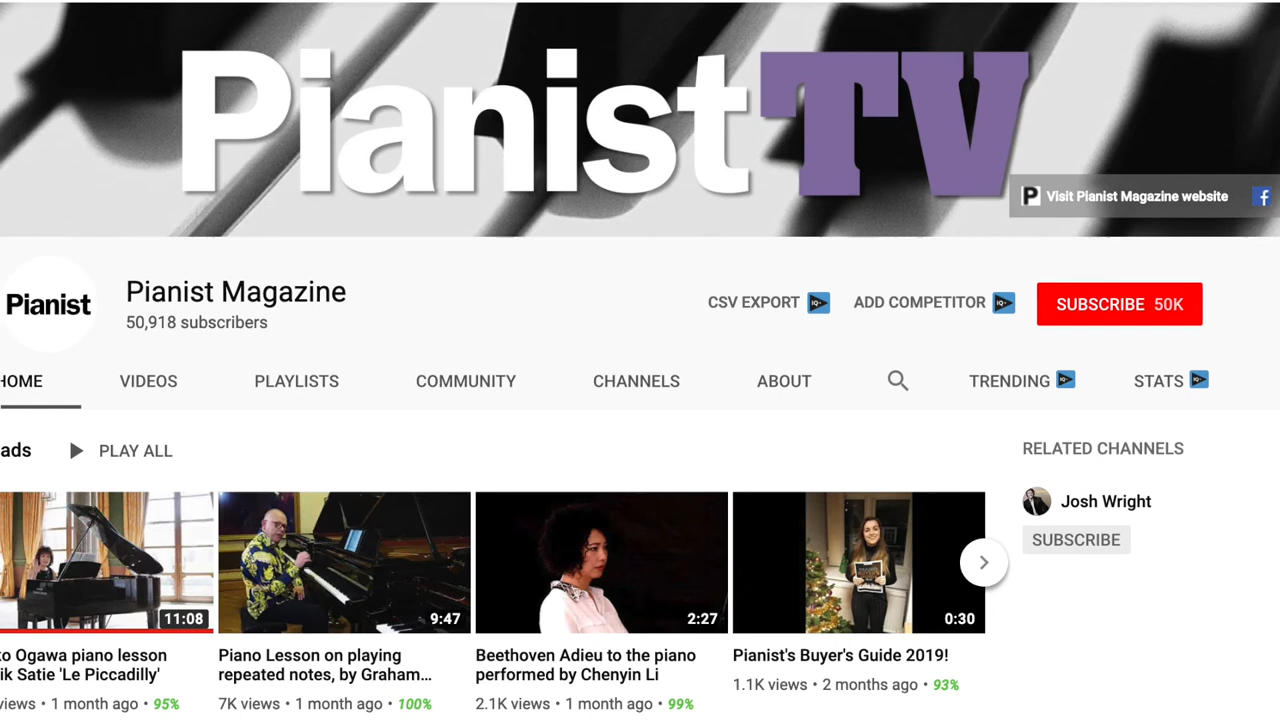 Pianist TV
P Visit Pianist Magazine website f
Pianist
Pianist Magazine
50,918 subscribers
CSV EXPORT IQ
ADD COMPETITOR IQ
SUBSCRIBE 50K
HOME VIDEOS PLAYLISTS COMMUNITY CHANNELS ABOUT TRENDING IQ STATS IQ
ads PLAY ALL
RELATED CHANNELS
Josh Wright
SUBSCRIBE
11:08
9:47
2:27
0:30
ko Ogawa piano lesson
ik Satie 'Le Piccadilly'
views • 1 month ago • 95%
Piano Lesson on playing
repeated notes, by Graham...
7K views • 1 month ago • 100%
Beethoven Adieu to the piano
performed by Chenyin Li
2.1K views • 1 month ago • 99%
Pianist's Buyer's Guide 2019!
1.1K views • 2 months ago • 93%